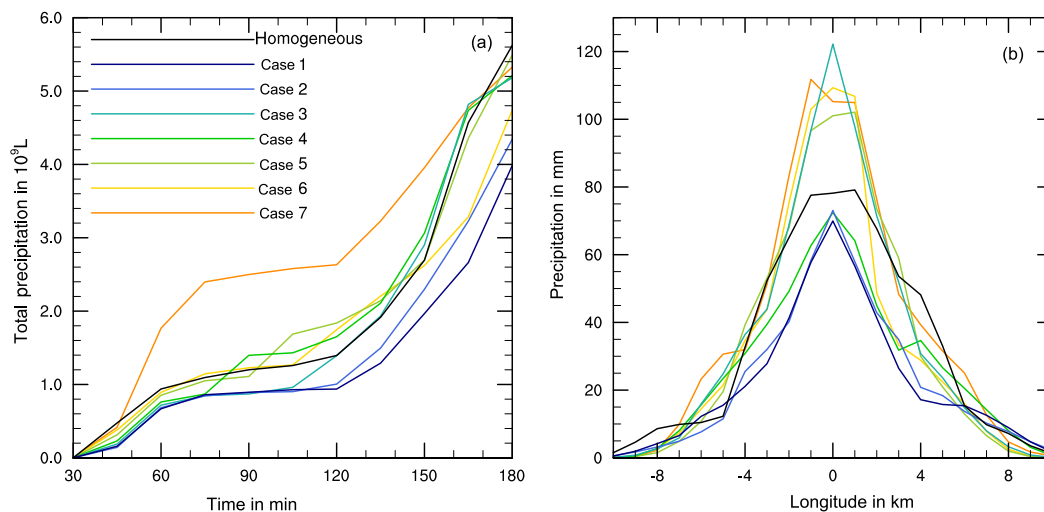 6.0
5.0
4.0
3.0
2.0
1.0
0.0
Total precipitation in 10⁹L
Homogeneous
Case 1
Case 2
Case 3
Case 4
Case 5
Case 6
Case 7
(a)
30 60 90 120 150 180
Time in min
120
100
80
60
40
20
0
Precipitation in mm
(b)
-8 -4 0 4 8
Longitude in km